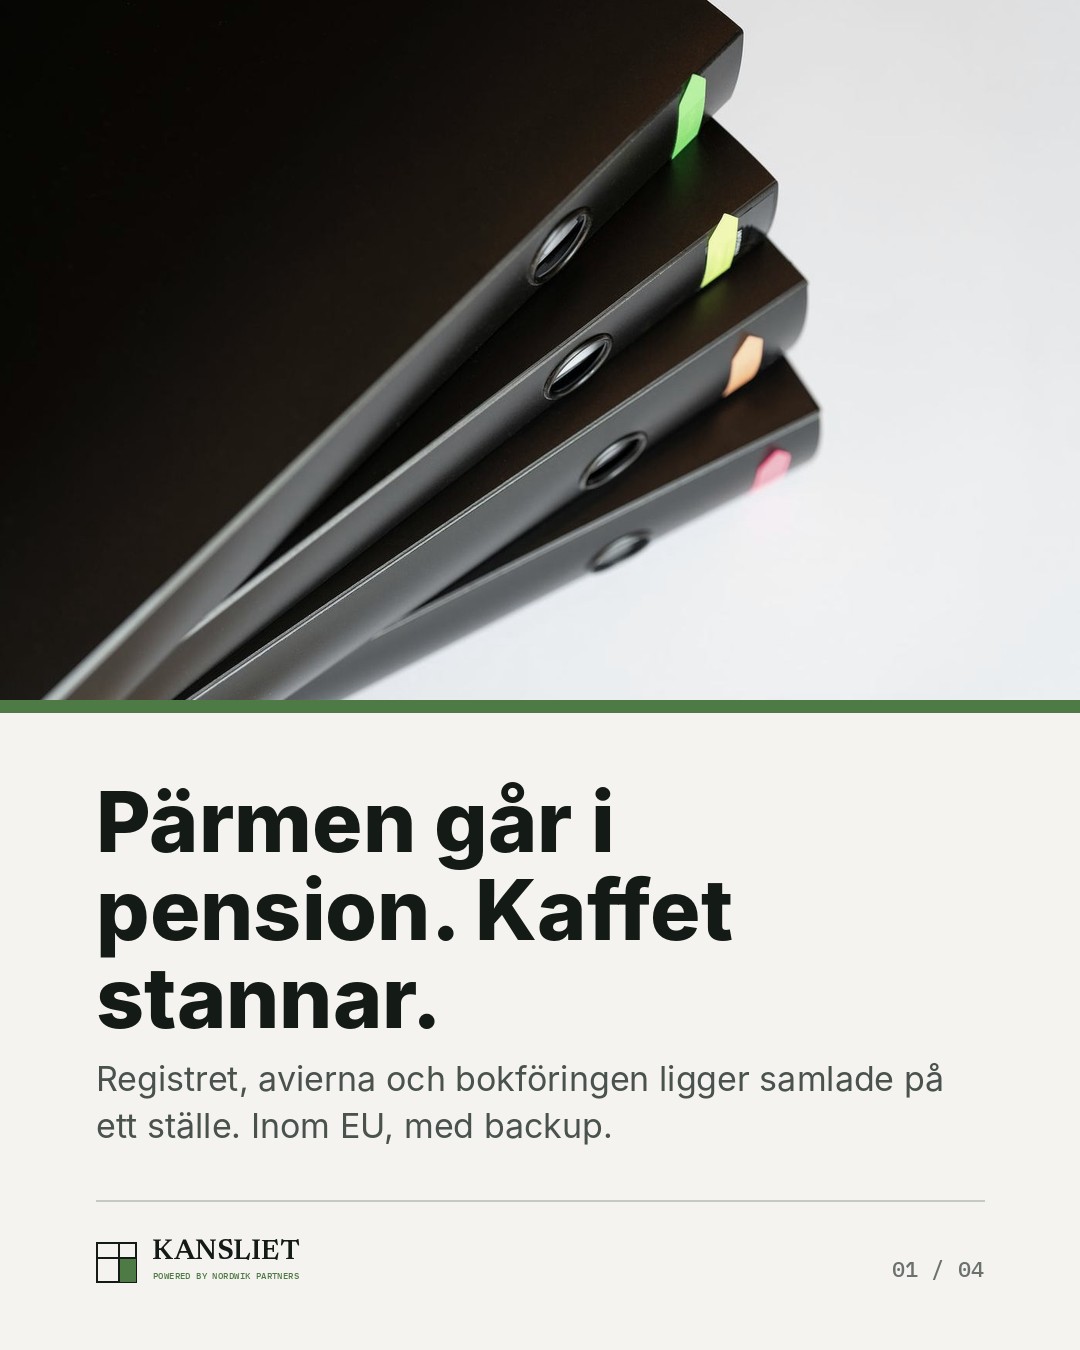 Pärmen går i
pension. Kaffet
stannar.
Registret, avierna och bokföringen ligger samlade på
ett ställe. Inom EU, med backup.
KANSLIET
POWERED BY NORDWIK PARTNERS
01 / 04